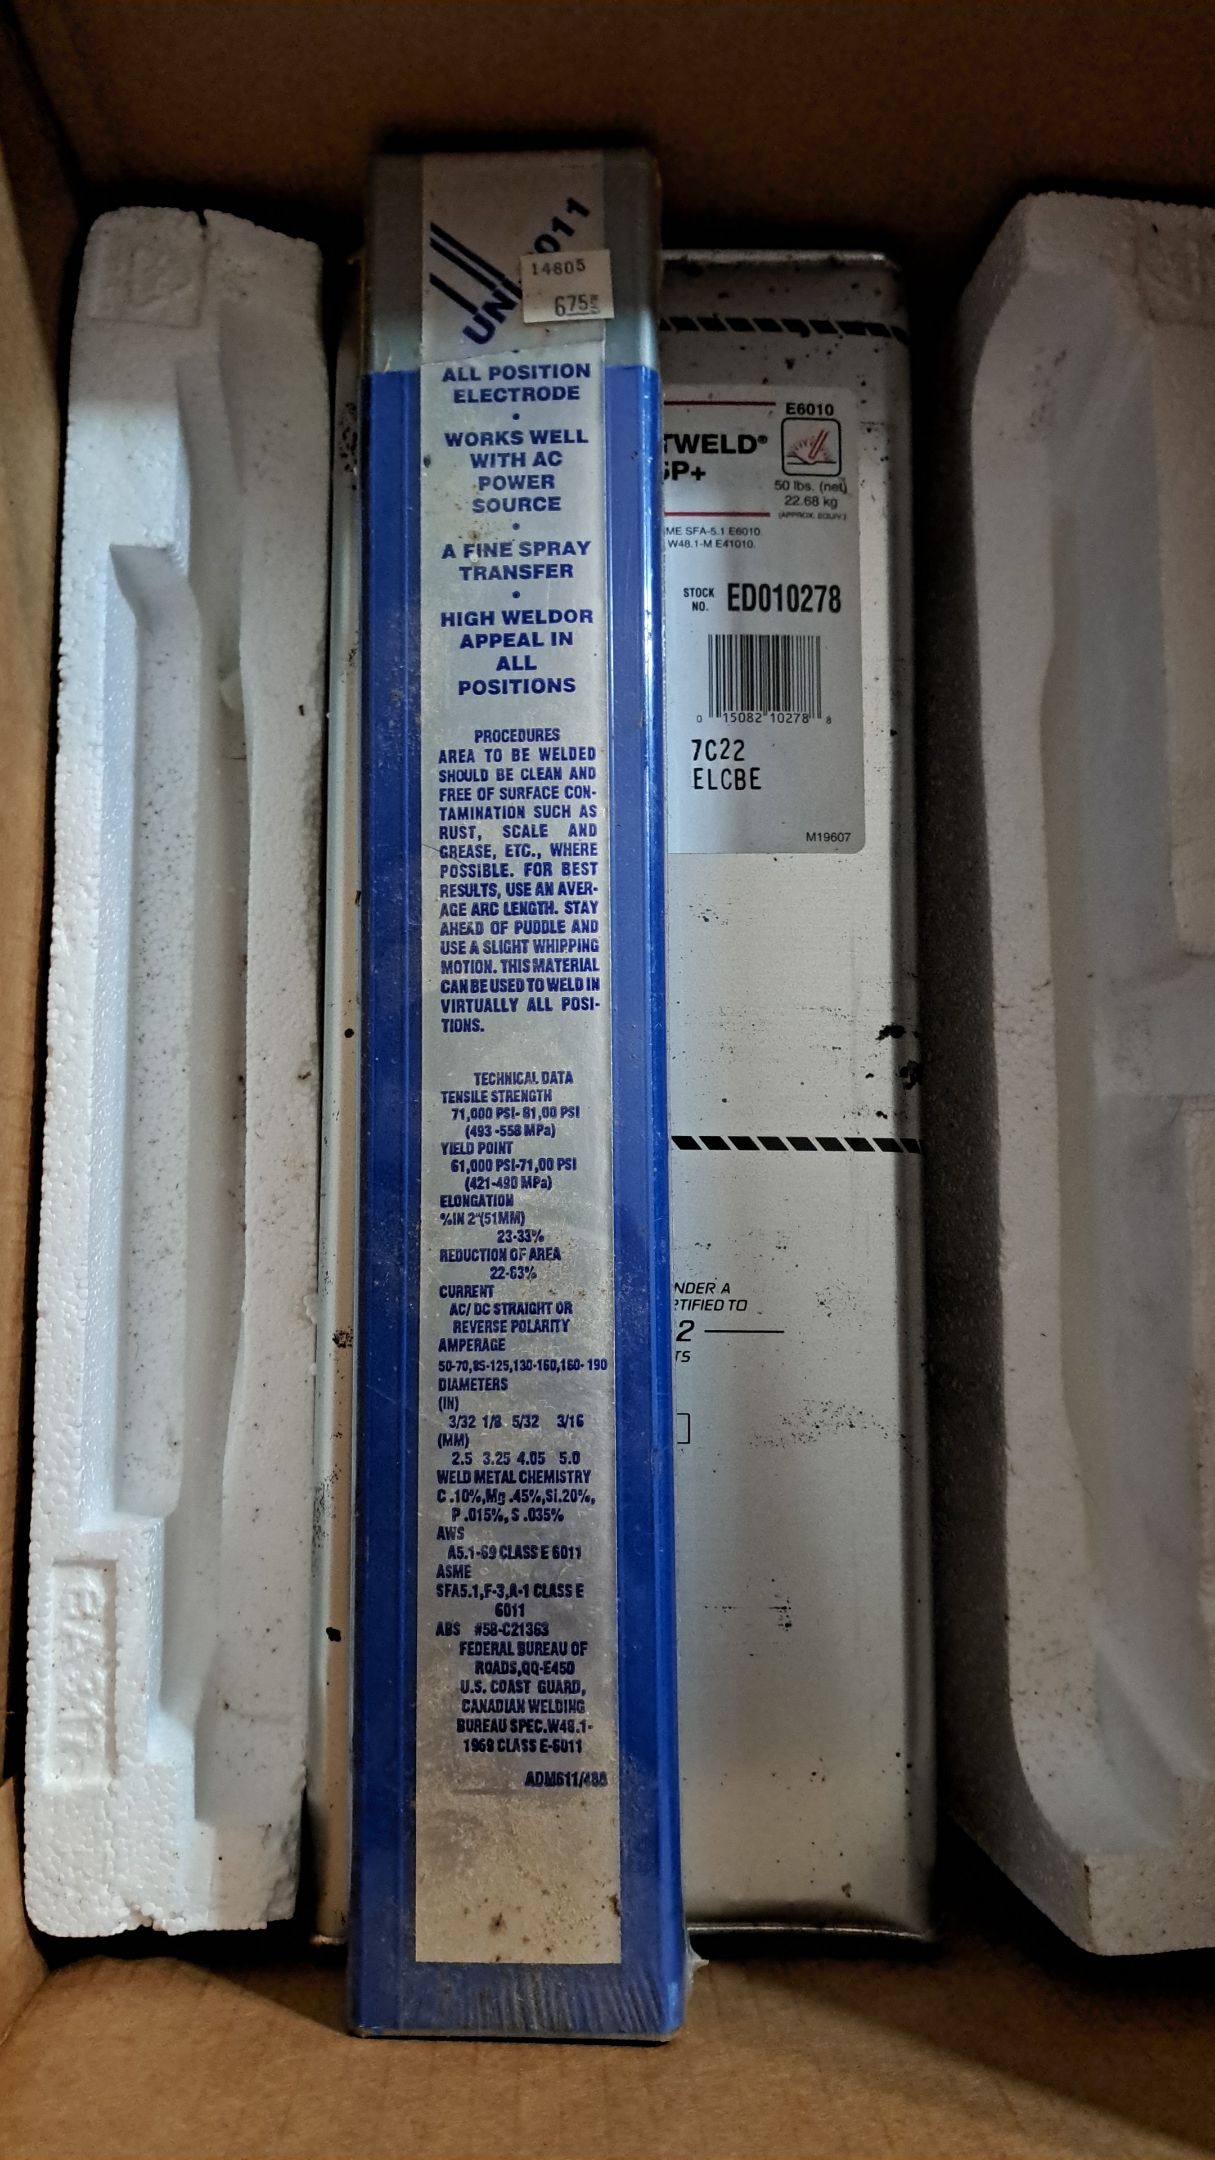 14805
675
ALL POSITION
ELECTRODE
•
WORKS WELL
WITH AC
POWER
SOURCE
•
A FINE SPRAY
TRANSFER
•
HIGH WELDOR
APPEAL IN
ALL
POSITIONS
PROCEDURES
AREA TO BE WELDED
SHOULD BE CLEAN AND
FREE OF SURFACE CON-
TAMINATION SUCH AS
RUST, SCALE AND
GREASE, ETC., WHERE
POSSIBLE. FOR BEST
RESULTS, USE AN AVER-
AGE ARC LENGTH. STAY
AHEAD OF PUDDLE AND
USE A SLIGHT WHIPPING
MOTION. THIS MATERIAL
CAN BE USED TO WELD IN
VIRTUALLY ALL POSI-
TIONS.
TECHNICAL DATA
TENSILE STRENGTH
71,000 PSI- 81,00 PSI
(493 -558 MPa)
YIELD POINT
61,000 PSI-71,00 PSI
(421-490 MPa)
ELONGATION
%IN 2"(51MM)
23-33%
REDUCTION OF AREA
22-63%
CURRENT
AC/ DC STRAIGHT OR
REVERSE POLARITY
AMPERAGE
50-70,85-125,130-160,160-190
DIAMETERS
(IN)
3/32 1/8 5/32 3/16
(MM)
2.5 3.25 4.05 5.0
WELD METAL CHEMISTRY
C .10%,Mg .45%,Si.20%,
P .015%,S .035%
AWS
A5.1-69 CLASS E 6011
ASME
SFA5.1,F-3,A-1 CLASS E
6011
ABS #58-C21363
FEDERAL BUREAU OF
ROADS,QQ-E450
U.S. COAST GUARD,
CANADIAN WELDING
BUREAU SPEC.W48.1-
1969 CLASS E-6011
ADM611/488
E6010
TWELD®
5P+
50 lbs. (net)
22.68 kg
(APPROX. EQUIV.)
ME SFA-5.1 E6010.
W48.1-M E41010.
STOCK
NO. ED010278
0 15082 10278 8
7C22
ELCBE
M19607
NDER A
TIFIED TO
2
TS